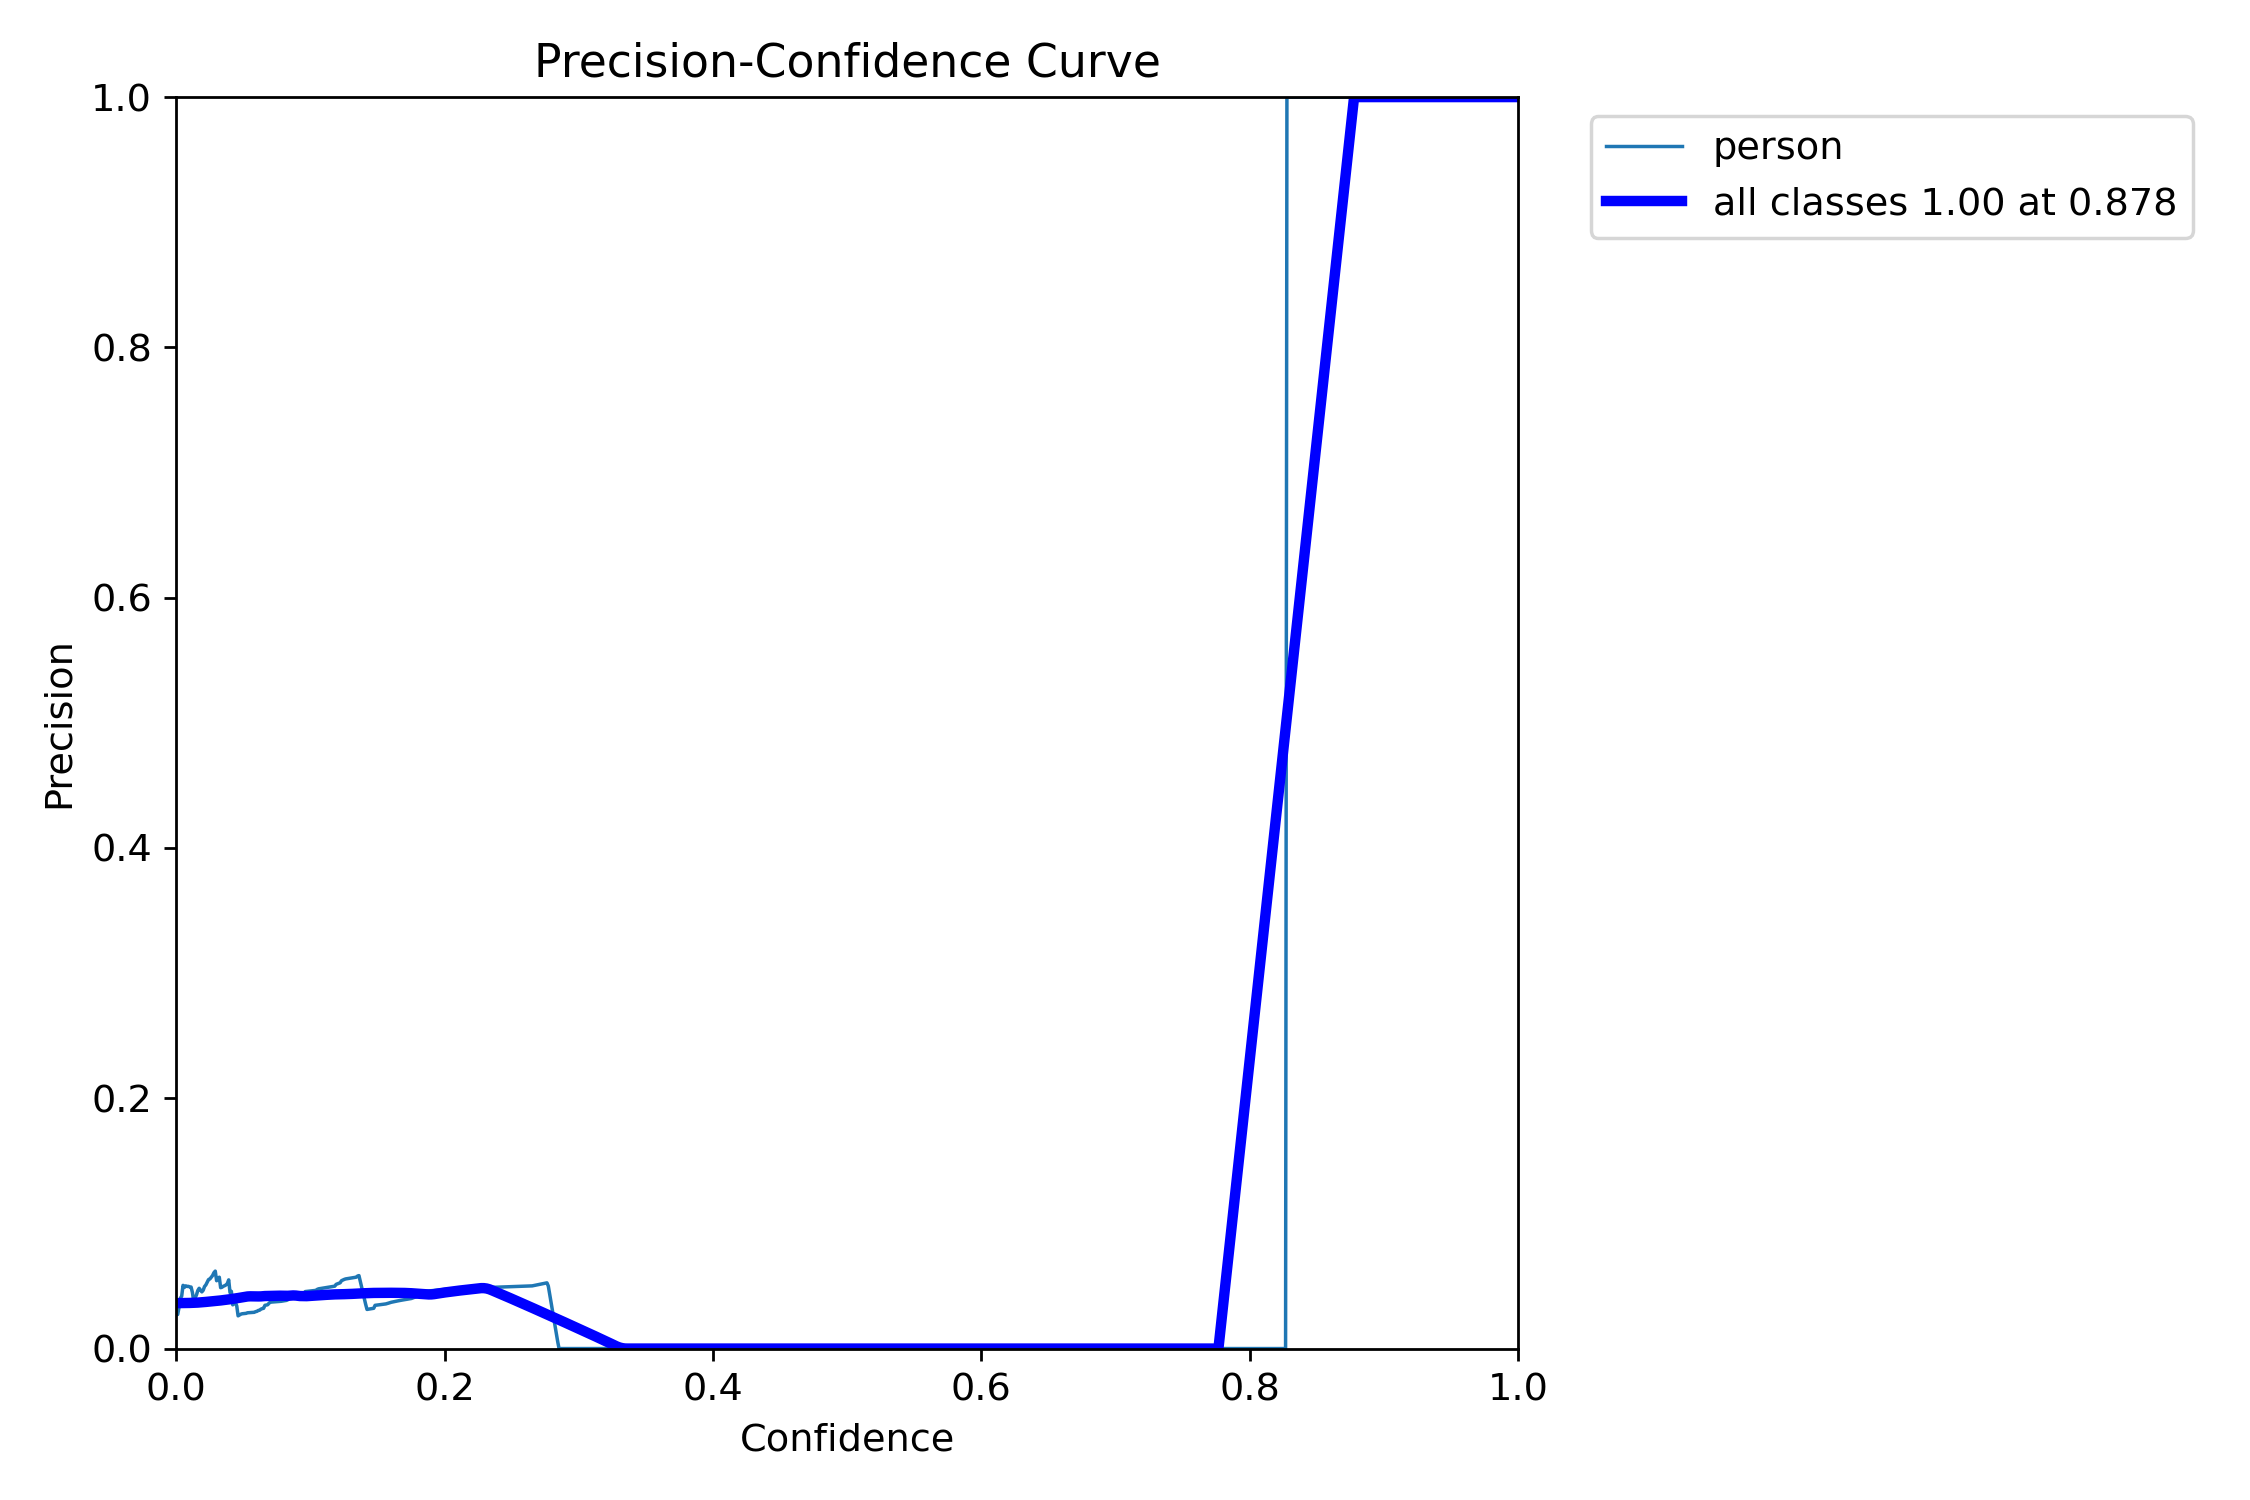 Precision-Confidence Curve
person
all classes 1.00 at 0.878
1.0
0.8
0.6
0.4
0.2
0.0
Precision
0.0 0.2 0.4 0.6 0.8 1.0
Confidence